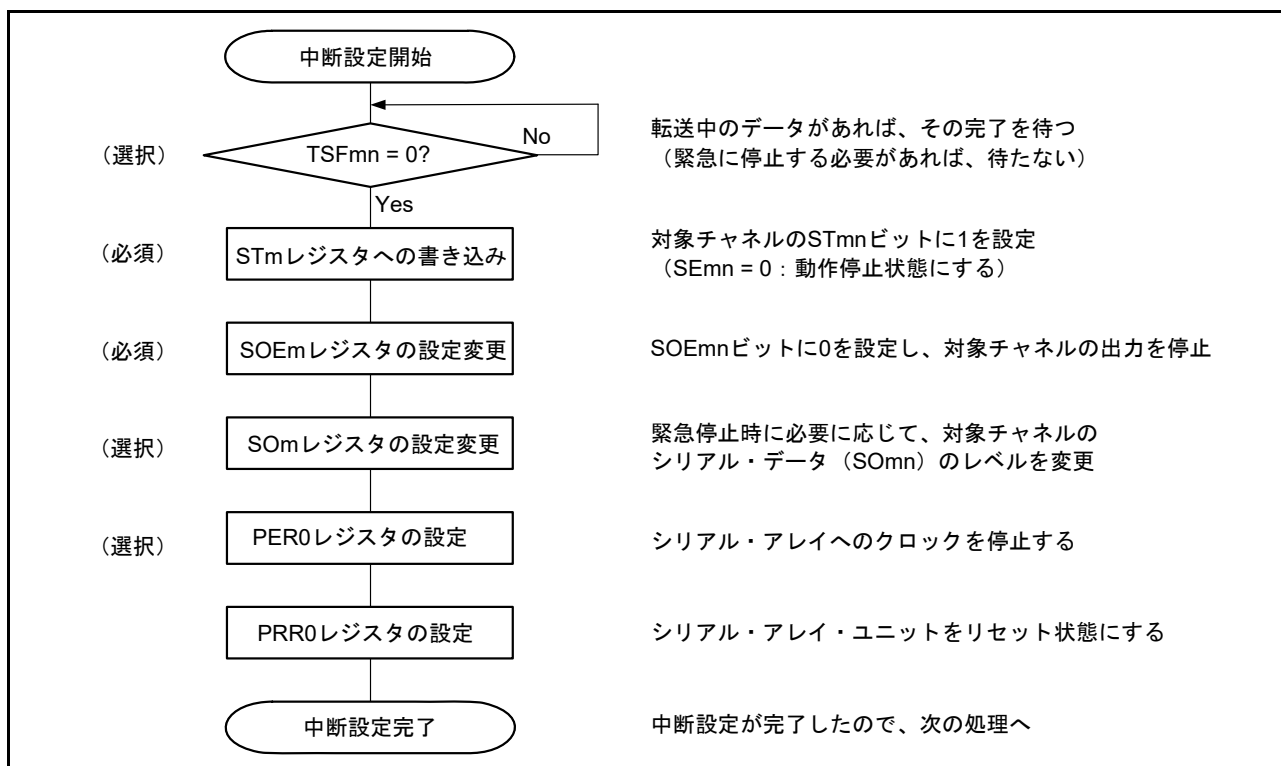 中断設定開始
No
(選択)
TSFmn = 0?
転送中のデータがあれば、その完了を待つ
(緊急に停止する必要があれば、待たない)
Yes
(必須)
STmレジスタへの書き込み
対象チャネルのSTmnビットに1を設定
(SEmn = 0:動作停止状態にする)
(必須)
SOEmレジスタの設定変更
SOEmnビットに0を設定し、対象チャネルの出力を停止
(選択)
SOmレジスタの設定変更
緊急停止時に必要に応じて、対象チャネルの
シリアル・データ(SOmn)のレベルを変更
(選択)
PER0レジスタの設定
シリアル・アレイへのクロックを停止する
PRR0レジスタの設定
シリアル・アレイ・ユニットをリセット状態にする
中断設定完了
中断設定が完了したので、次の処理へ